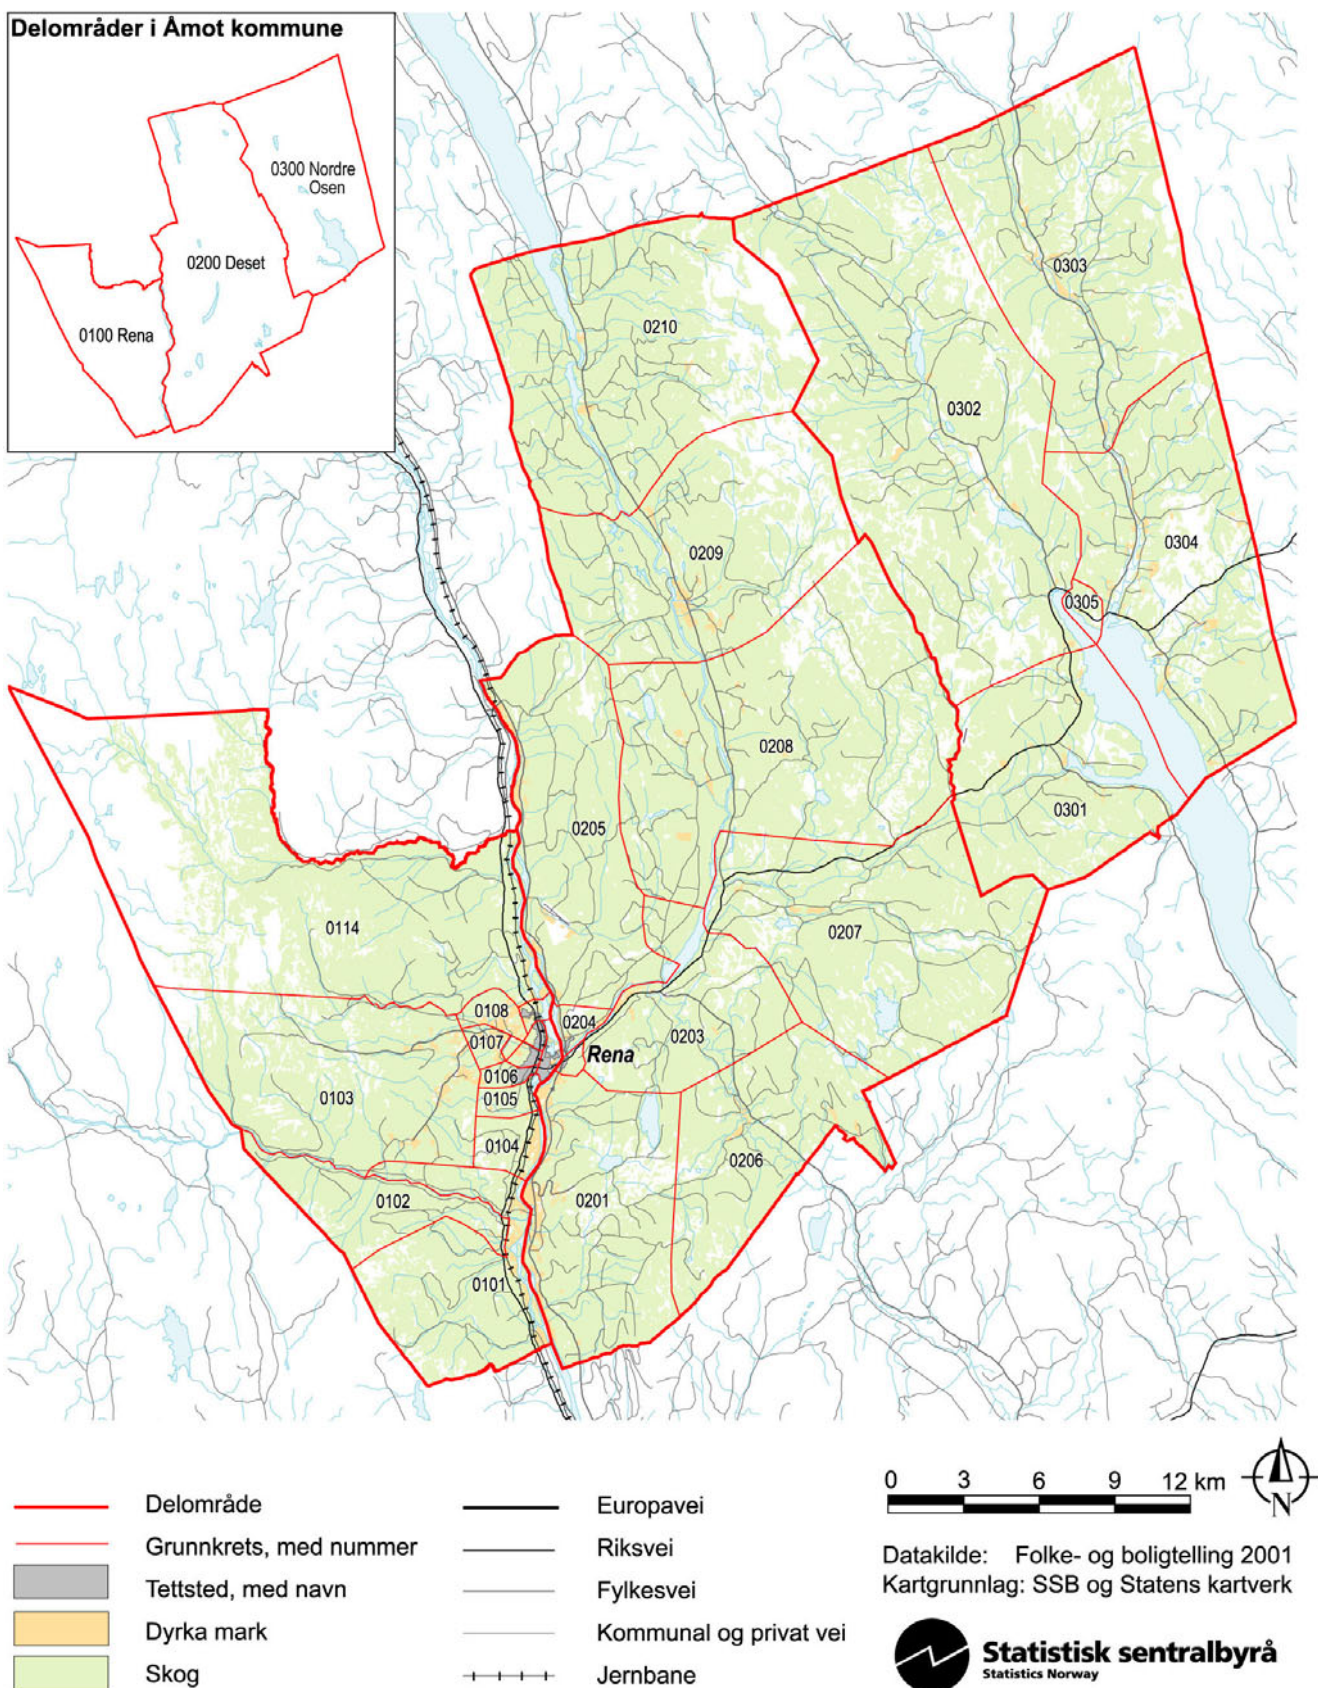 Delområder i Åmot kommune
0300 Nordre
Osen
0200 Deset
0100 Rena
0303
0210
0302
0304
0209
0305
0208
0205
0301
0114
0207
0108
0204
0107
0203
Rena
0106
0103
0105
0104
0206
0102
0201
0101
Delområde
Grunnkrets, med nummer
Tettsted, med navn
Dyrka mark
Skog
Europavei
Riksvei
Fylkesvei
Kommunal og privat vei
Jernbane
0 3 6 9 12 km
N
Datakilde: Folke- og boligtelling 2001
Kartgrunnlag: SSB og Statens kartverk
Statistisk sentralbyrå
Statistics Norway